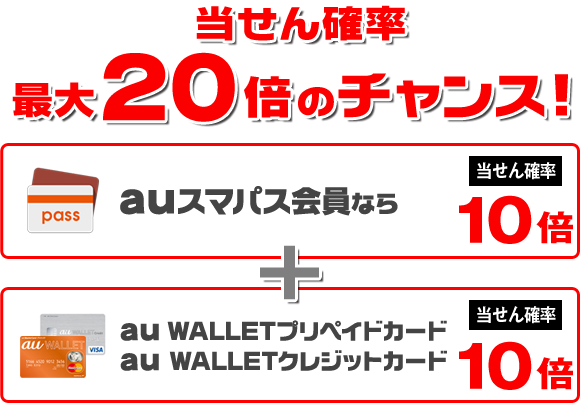 当せん確率
最大20倍のチャンス!
pass
auスマパス会員なら
当せん確率
10倍
+
au WALLET
VISA
au WALLETプリペイドカード
au WALLETクレジットカード
当せん確率
10倍